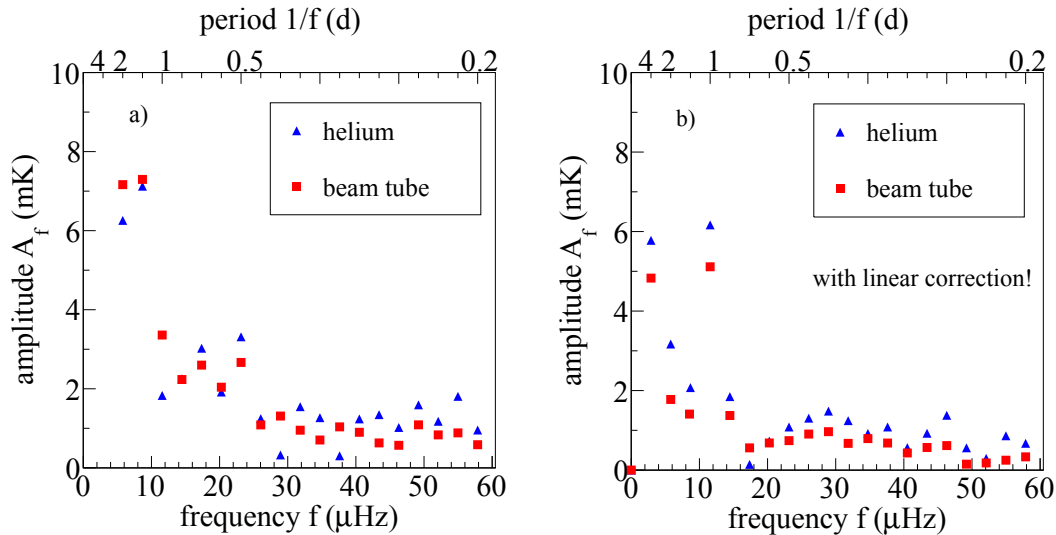 period 1/f (d)
4 2 1 0.5 0.2
10
8
6
4
2
0
amplitude A_f (mK)
a)
helium
beam tube
0 10 20 30 40 50 60
frequency f (μHz)
period 1/f (d)
4 2 1 0.5 0.2
10
8
6
4
2
0
amplitude A_f (mK)
b)
helium
beam tube
with linear correction!
0 10 20 30 40 50 60
frequency f (μHz)